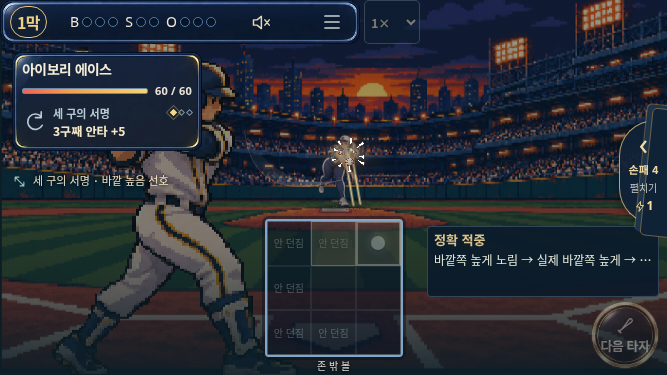 1막
B S O
1×
아이보리 에이스
60 / 60
세 구의 서명
3구째 안타 +5
세 구의 서명 · 바깥 높음 선호
손패 4
펼치기
1
안 던짐 안 던짐
안 던짐
안 던짐 안 던짐
존 밖 볼
정확 적중
바깥쪽 높게 노림 → 실제 바깥쪽 높게 → ⋯
다음 타자